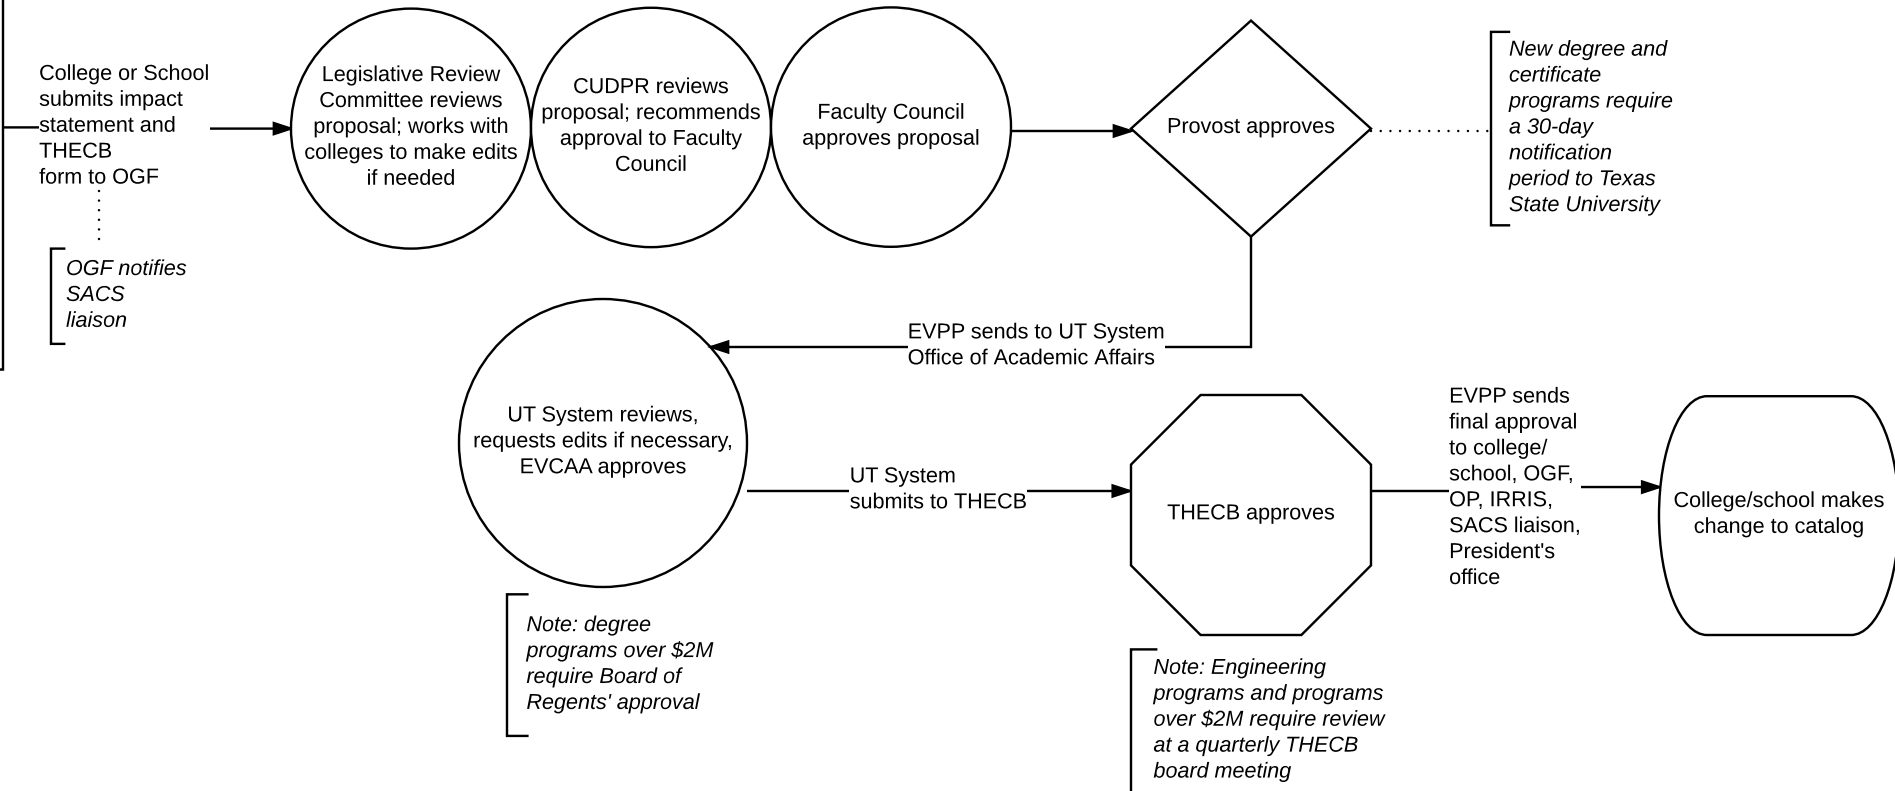 College or School
submits impact
statement and
THECB
form to OGF
OGF notifies
SACS
liaison
Legislative Review
Committee reviews
proposal; works with
colleges to make edits
if needed
CUDPR reviews
proposal; recommends
approval to Faculty
Council
Faculty Council
approves proposal
Provost approves
New degree and
certificate
programs require
a 30-day
notification
period to Texas
State University
EVPP sends to UT System
Office of Academic Affairs
UT System reviews,
requests edits if necessary,
EVCAA approves
Note: degree
programs over $2M
require Board of
Regents' approval
UT System
submits to THECB
THECB approves
Note: Engineering
programs and programs
over $2M require review
at a quarterly THECB
board meeting
EVPP sends
final approval
to college/
school, OGF,
OP, IRRIS,
SACS liaison,
President's
office
College/school makes
change to catalog